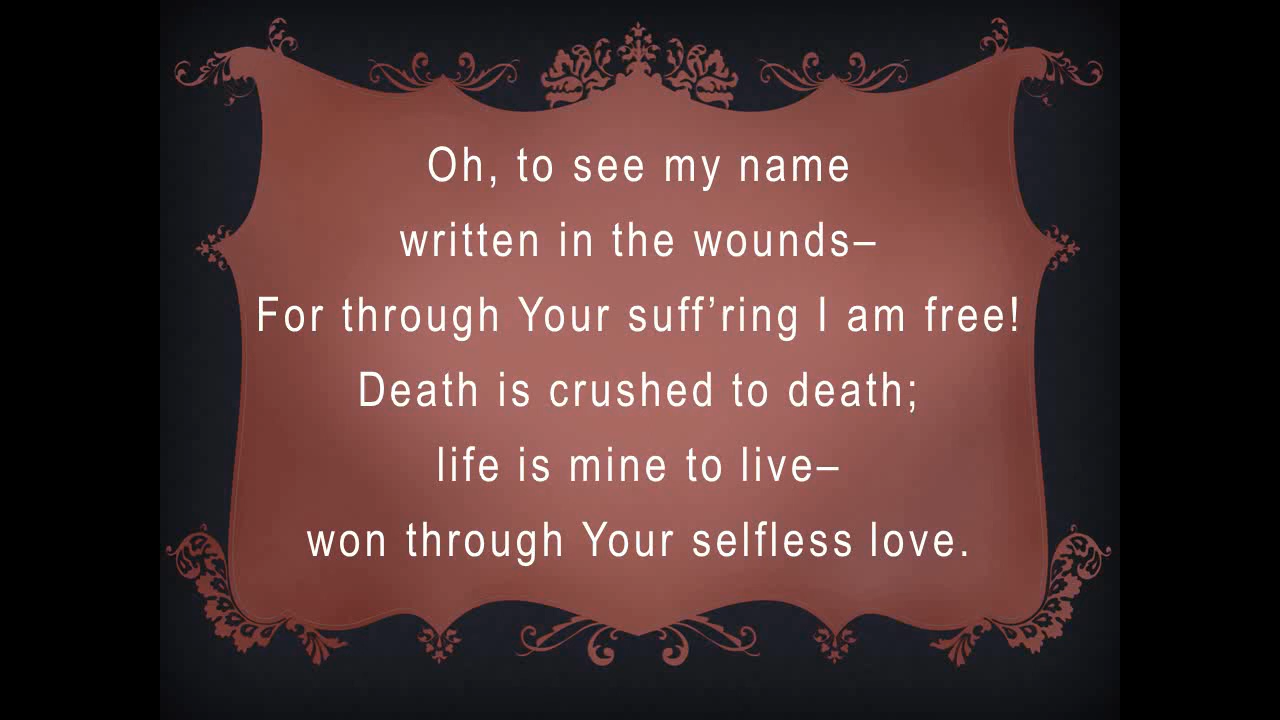 Oh, to see my name
written in the wounds–
For through Your suff’ring I am free!
Death is crushed to death;
life is mine to live–
won through Your selfless love.